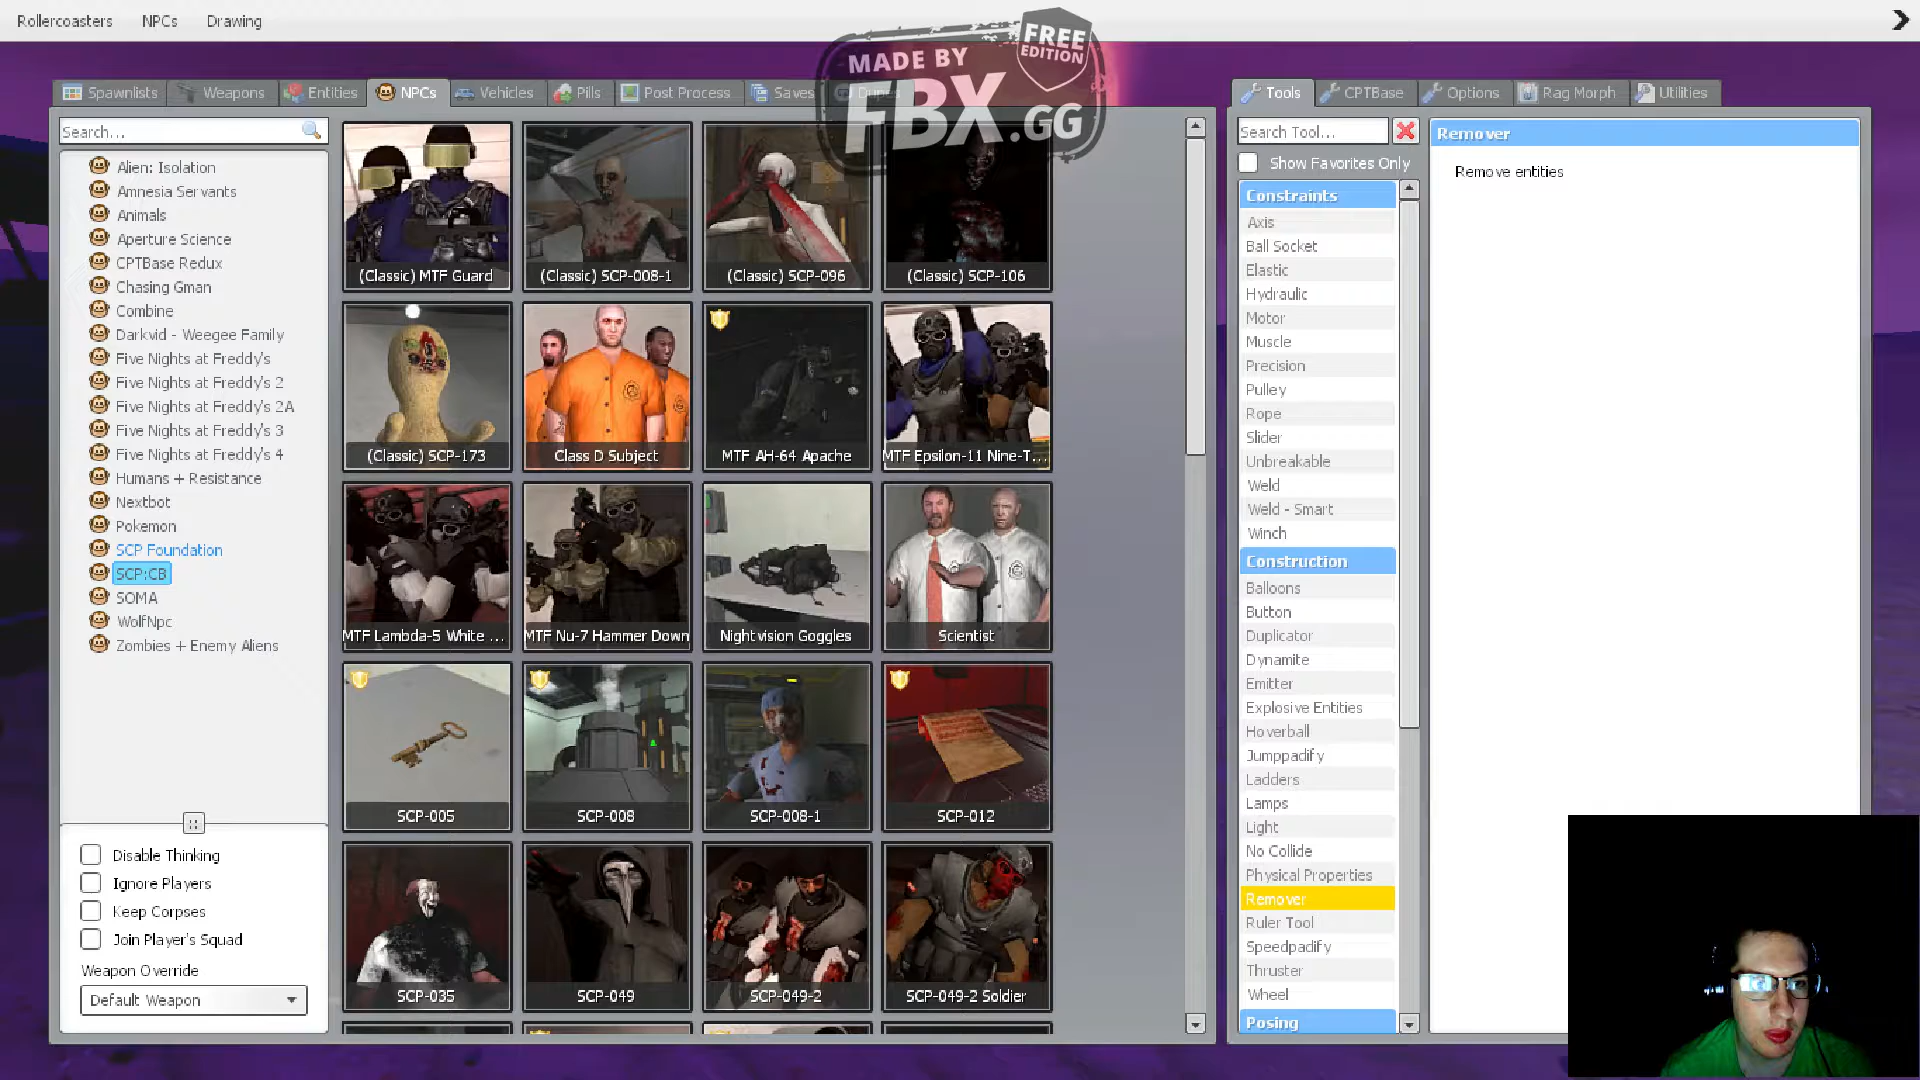 Rollercoasters NPCs Drawing
MADE BY
FBX.GG
FREE
EDITION
Spawnlists Weapons Entities NPCs Vehicles Pills Post Process Saves Dupes
Search...
Alien: Isolation
Amnesia Servants
Animals
Aperture Science
CPTBase Redux
Chasing Gman
Combine
Darkvid - Weegee Family
Five Nights at Freddy's
Five Nights at Freddy's 2
Five Nights at Freddy's 2A
Five Nights at Freddy's 3
Five Nights at Freddy's 4
Humans + Resistance
Nextbot
Pokemon
SCP Foundation
SCP:CB
SOMA
WolfNpc
Zombies + Enemy Aliens
Disable Thinking
Ignore Players
Keep Corpses
Join Player's Squad
Weapon Override
Default Weapon
(Classic) MTF Guard (Classic) SCP-008-1 (Classic) SCP-096 (Classic) SCP-106
(Classic) SCP-173 Class D Subject MTF AH-64 Apache MTF Epsilon-11 Nine-T...
MTF Lambda-5 White ... MTF Nu-7 Hammer Down Nightvision Goggles Scientist
SCP-005 SCP-008 SCP-008-1 SCP-012
SCP-035 SCP-049 SCP-049-2 SCP-049-2 Soldier
Tools CPTBase Options Rag Morph Utilities
Search Tool...
Show Favorites Only
Constraints
Axis
Ball Socket
Elastic
Hydraulic
Motor
Muscle
Precision
Pulley
Rope
Slider
Unbreakable
Weld
Weld - Smart
Winch
Construction
Balloons
Button
Duplicator
Dynamite
Emitter
Explosive Entities
Hoverball
Jumppadify
Ladders
Lamps
Light
No Collide
Physical Properties
Remover
Ruler Tool
Speedpadify
Thruster
Wheel
Posing
Remover
Remove entities